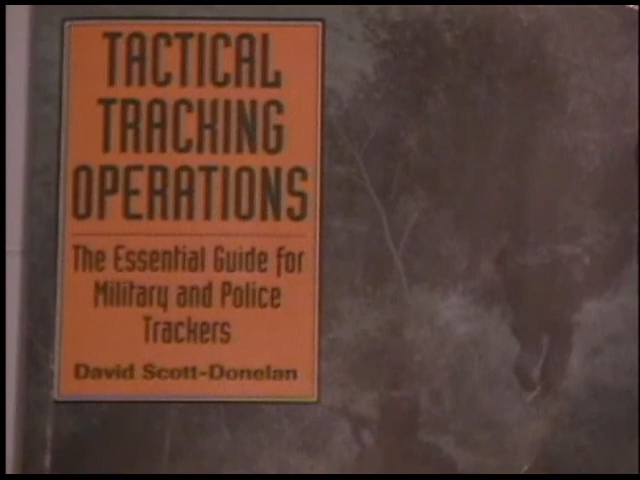 TACTICAL
TRACKING
OPERATIONS
The Essential Guide for
Military and Police
Trackers
David Scott-Donelan